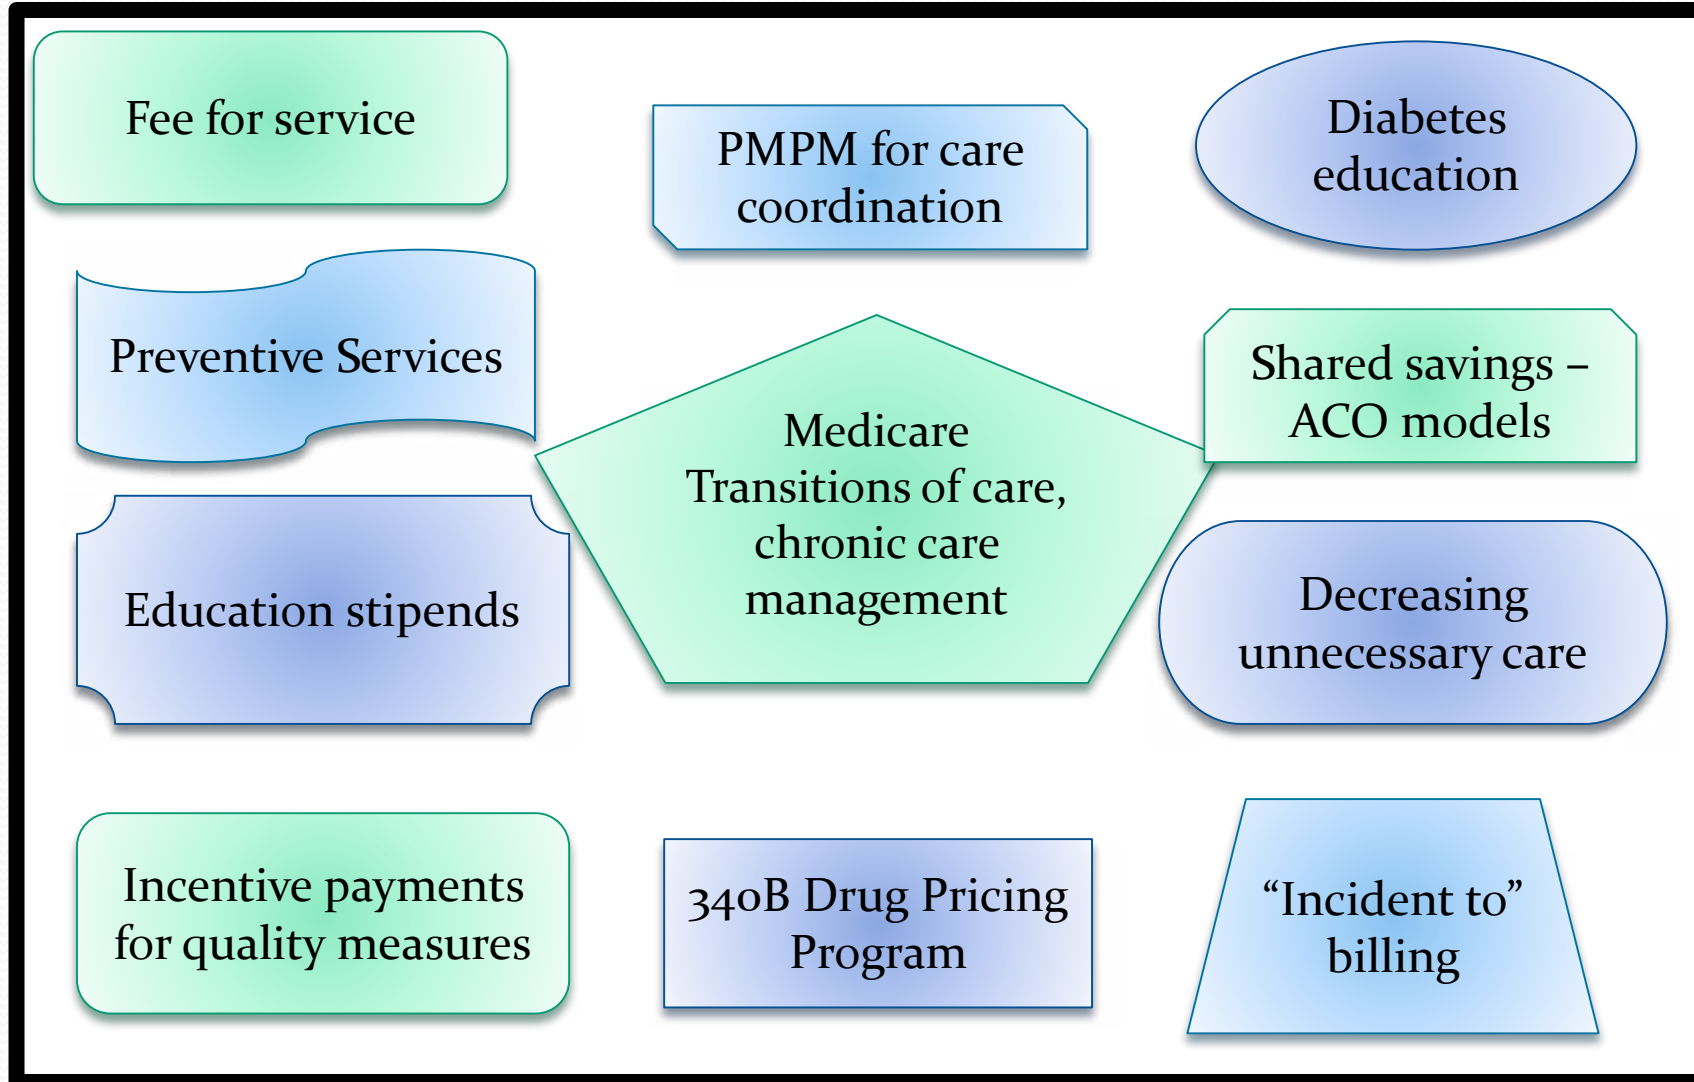 Fee for service
PMPM for care
coordination
Diabetes
education
Preventive Services
Medicare
Transitions of care,
chronic care
management
Shared savings –
ACO models
Education stipends
Decreasing
unnecessary care
Incentive payments
for quality measures
340B Drug Pricing
Program
“Incident to”
billing